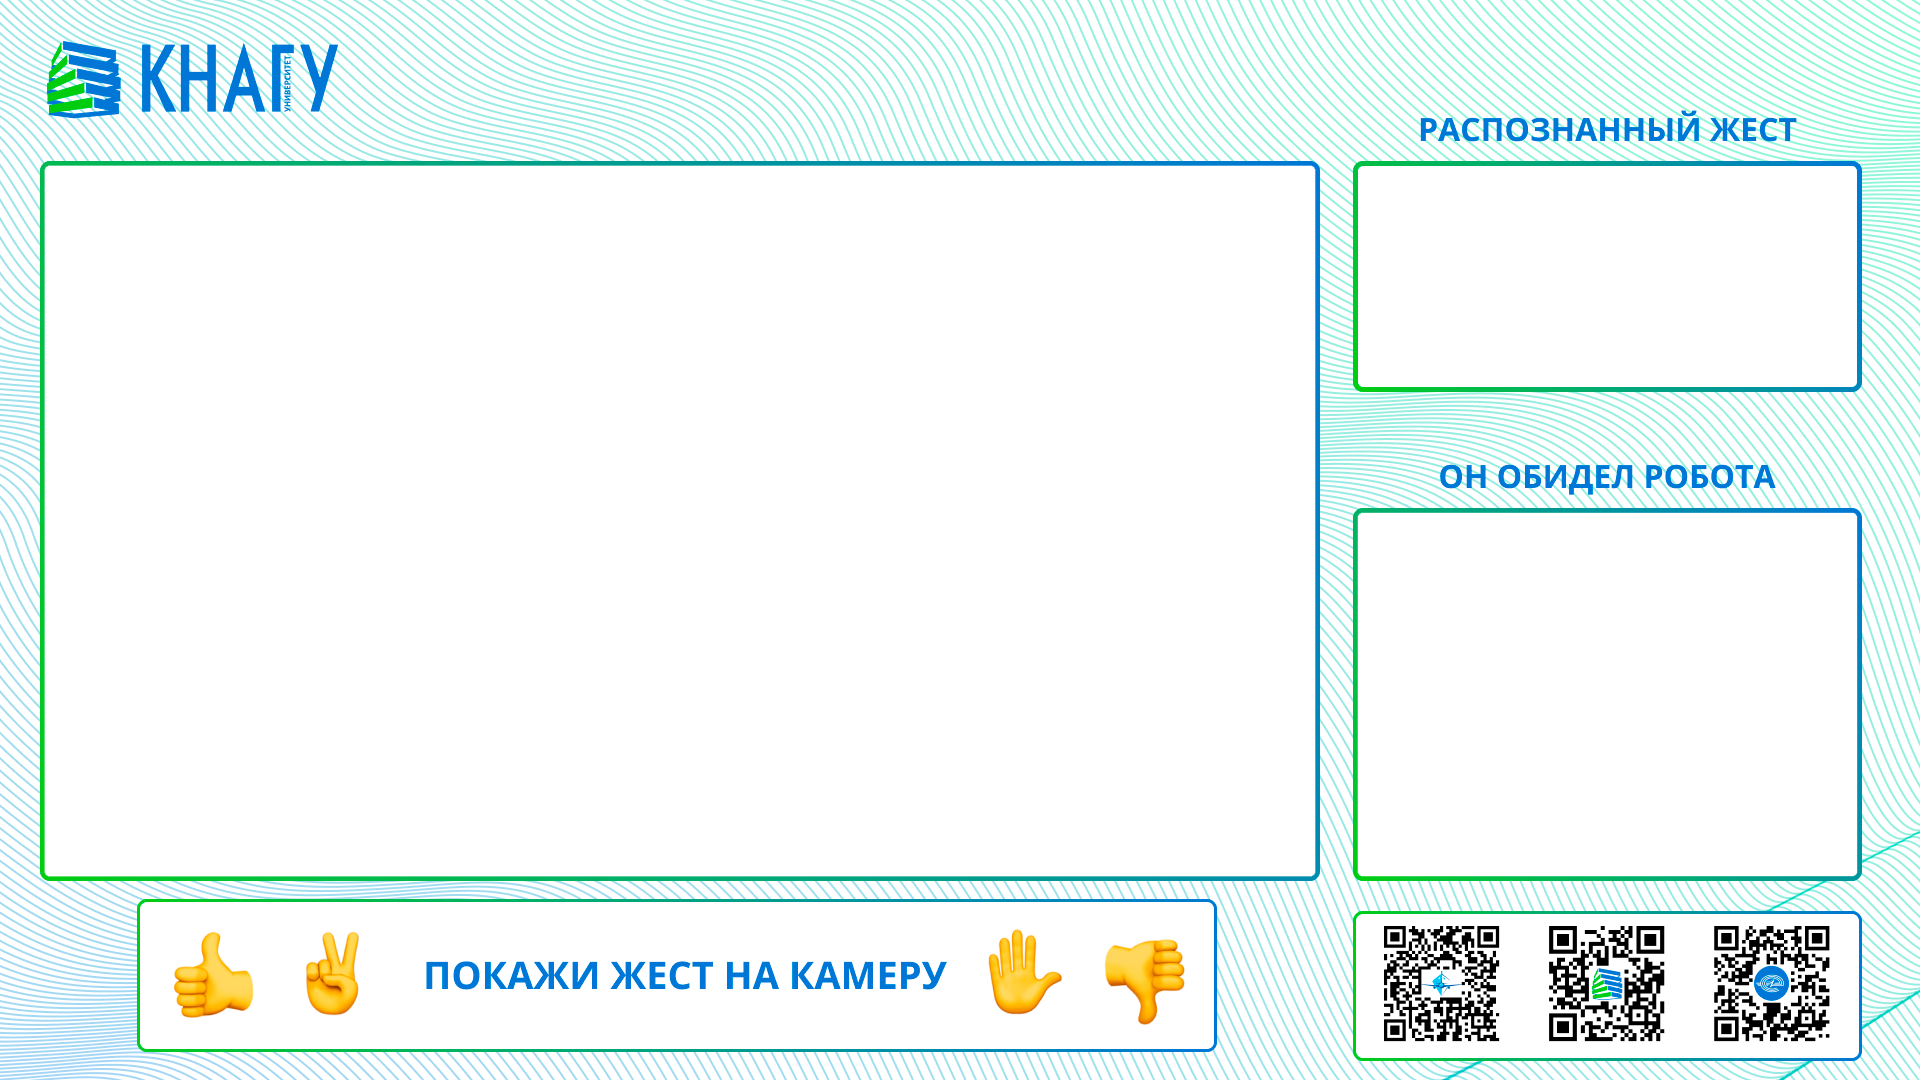 КНАГУ
УНИВЕРСИТЕТ
РАСПОЗНАННЫЙ ЖЕСТ
ОН ОБИДЕЛ РОБОТА
ПОКАЖИ ЖЕСТ НА КАМЕРУ